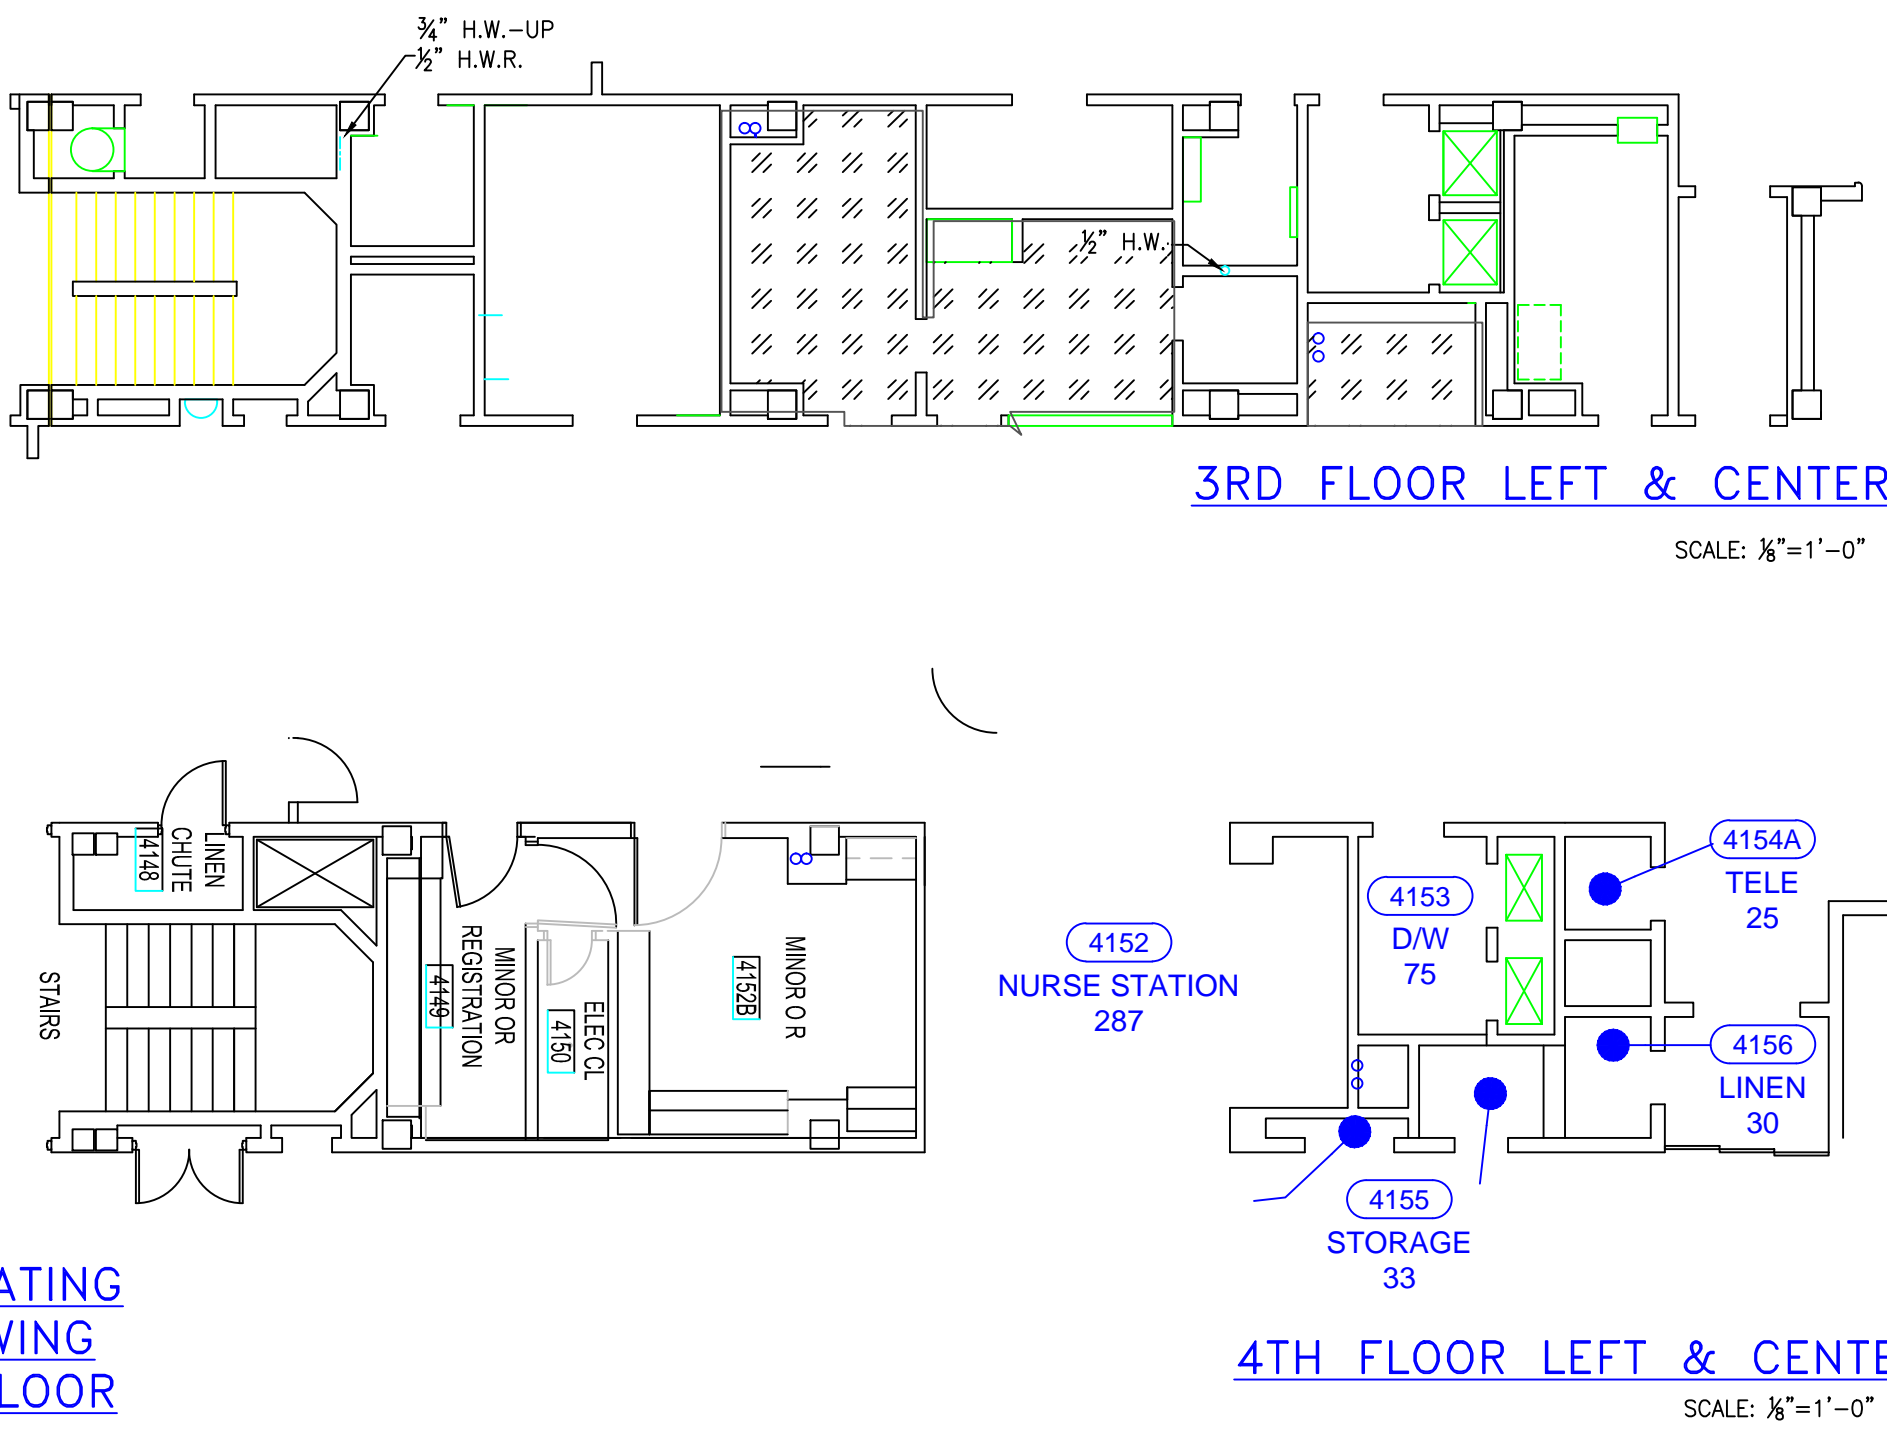 ¾” H.W.-UP
½” H.W.R.
½” H.W.
3RD FLOOR LEFT & CENTER
SCALE: ⅛”=1’-0”
LINEN
CHUTE
4148
STAIRS
MINOR OR
REGISTRATION
4149
ELEC CL
4150
MINOR O R
4152B
4152
NURSE STATION
287
4153
D/W
75
4154A
TELE
25
4156
LINEN
30
4155
STORAGE
33
ATING
WING
LOOR
4TH FLOOR LEFT & CENTE
SCALE: ⅛”=1’-0”